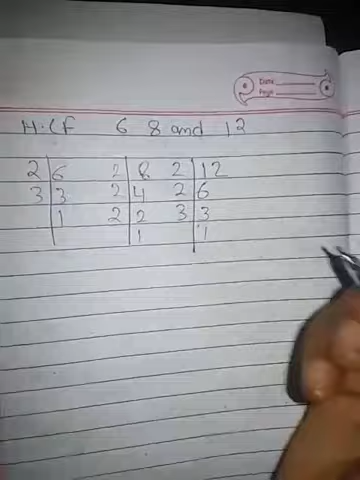 Date
Page
H.CF 6 8 and 12
2 6 2 8 2 12
3 3 2 4 2 6
1 2 2 3 3
1 1